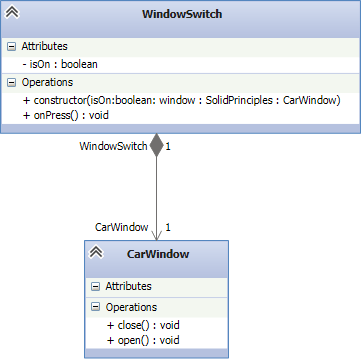 WindowSwitch
Attributes
- isOn : boolean
Operations
+ constructor(isOn:boolean: window : SolidPrinciples : CarWindow)
+ onPress() : void
WindowSwitch 1
CarWindow 1
CarWindow
Attributes
Operations
+ close() : void
+ open() : void